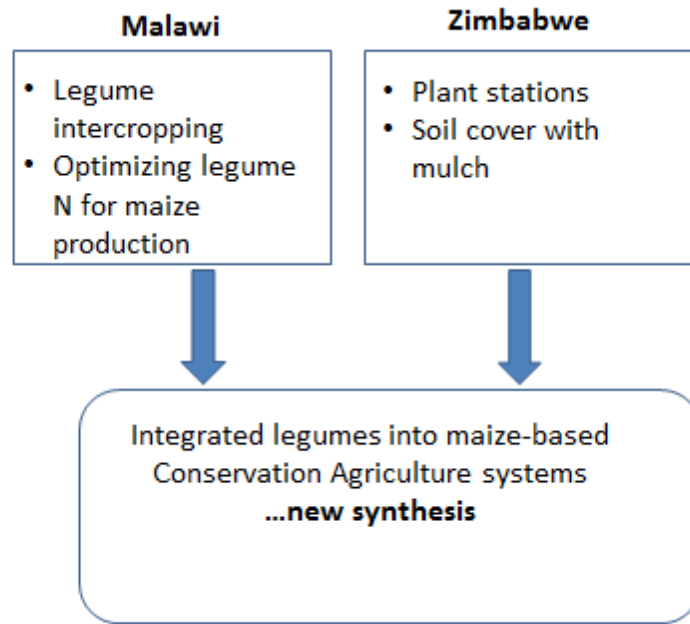 Malawi
• Legume
intercropping
• Optimizing legume
N for maize
production
Zimbabwe
• Plant stations
• Soil cover with
mulch
Integrated legumes into maize-based
Conservation Agriculture systems
...new synthesis